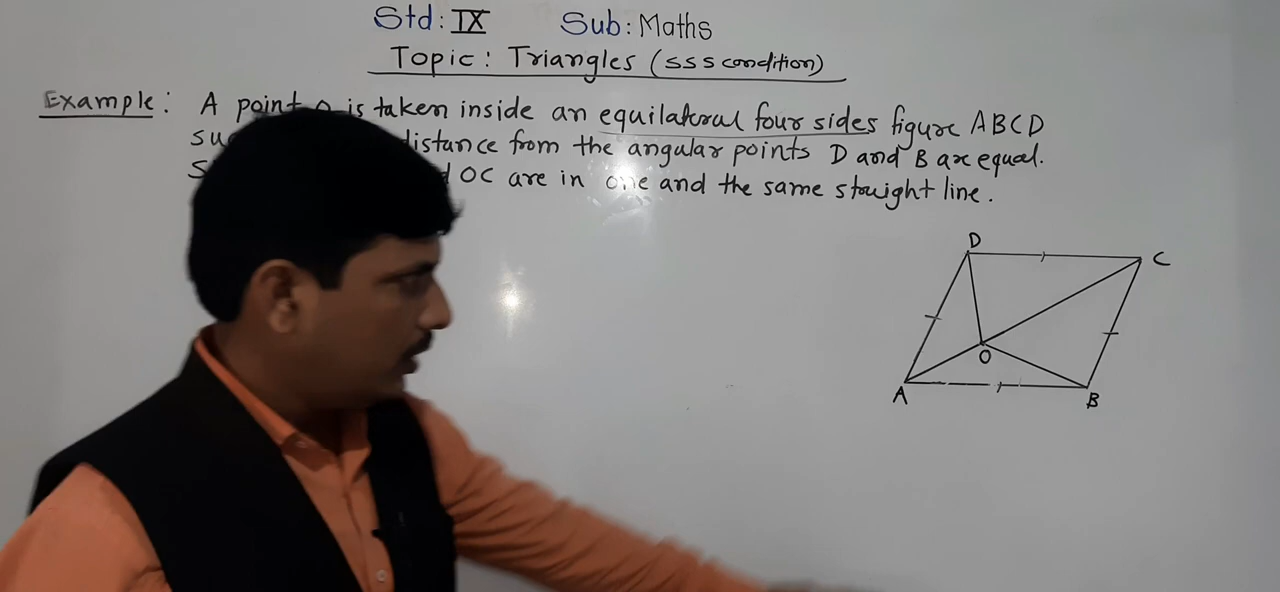 Std: IX Sub: Maths
Topic: Triangles (SSS condition)
Example: A point is taken inside an equilateral four sides figure ABCD
distance from the angular points D and B are equal.
OC are in one and the same straight line.
D
C
O
A
B